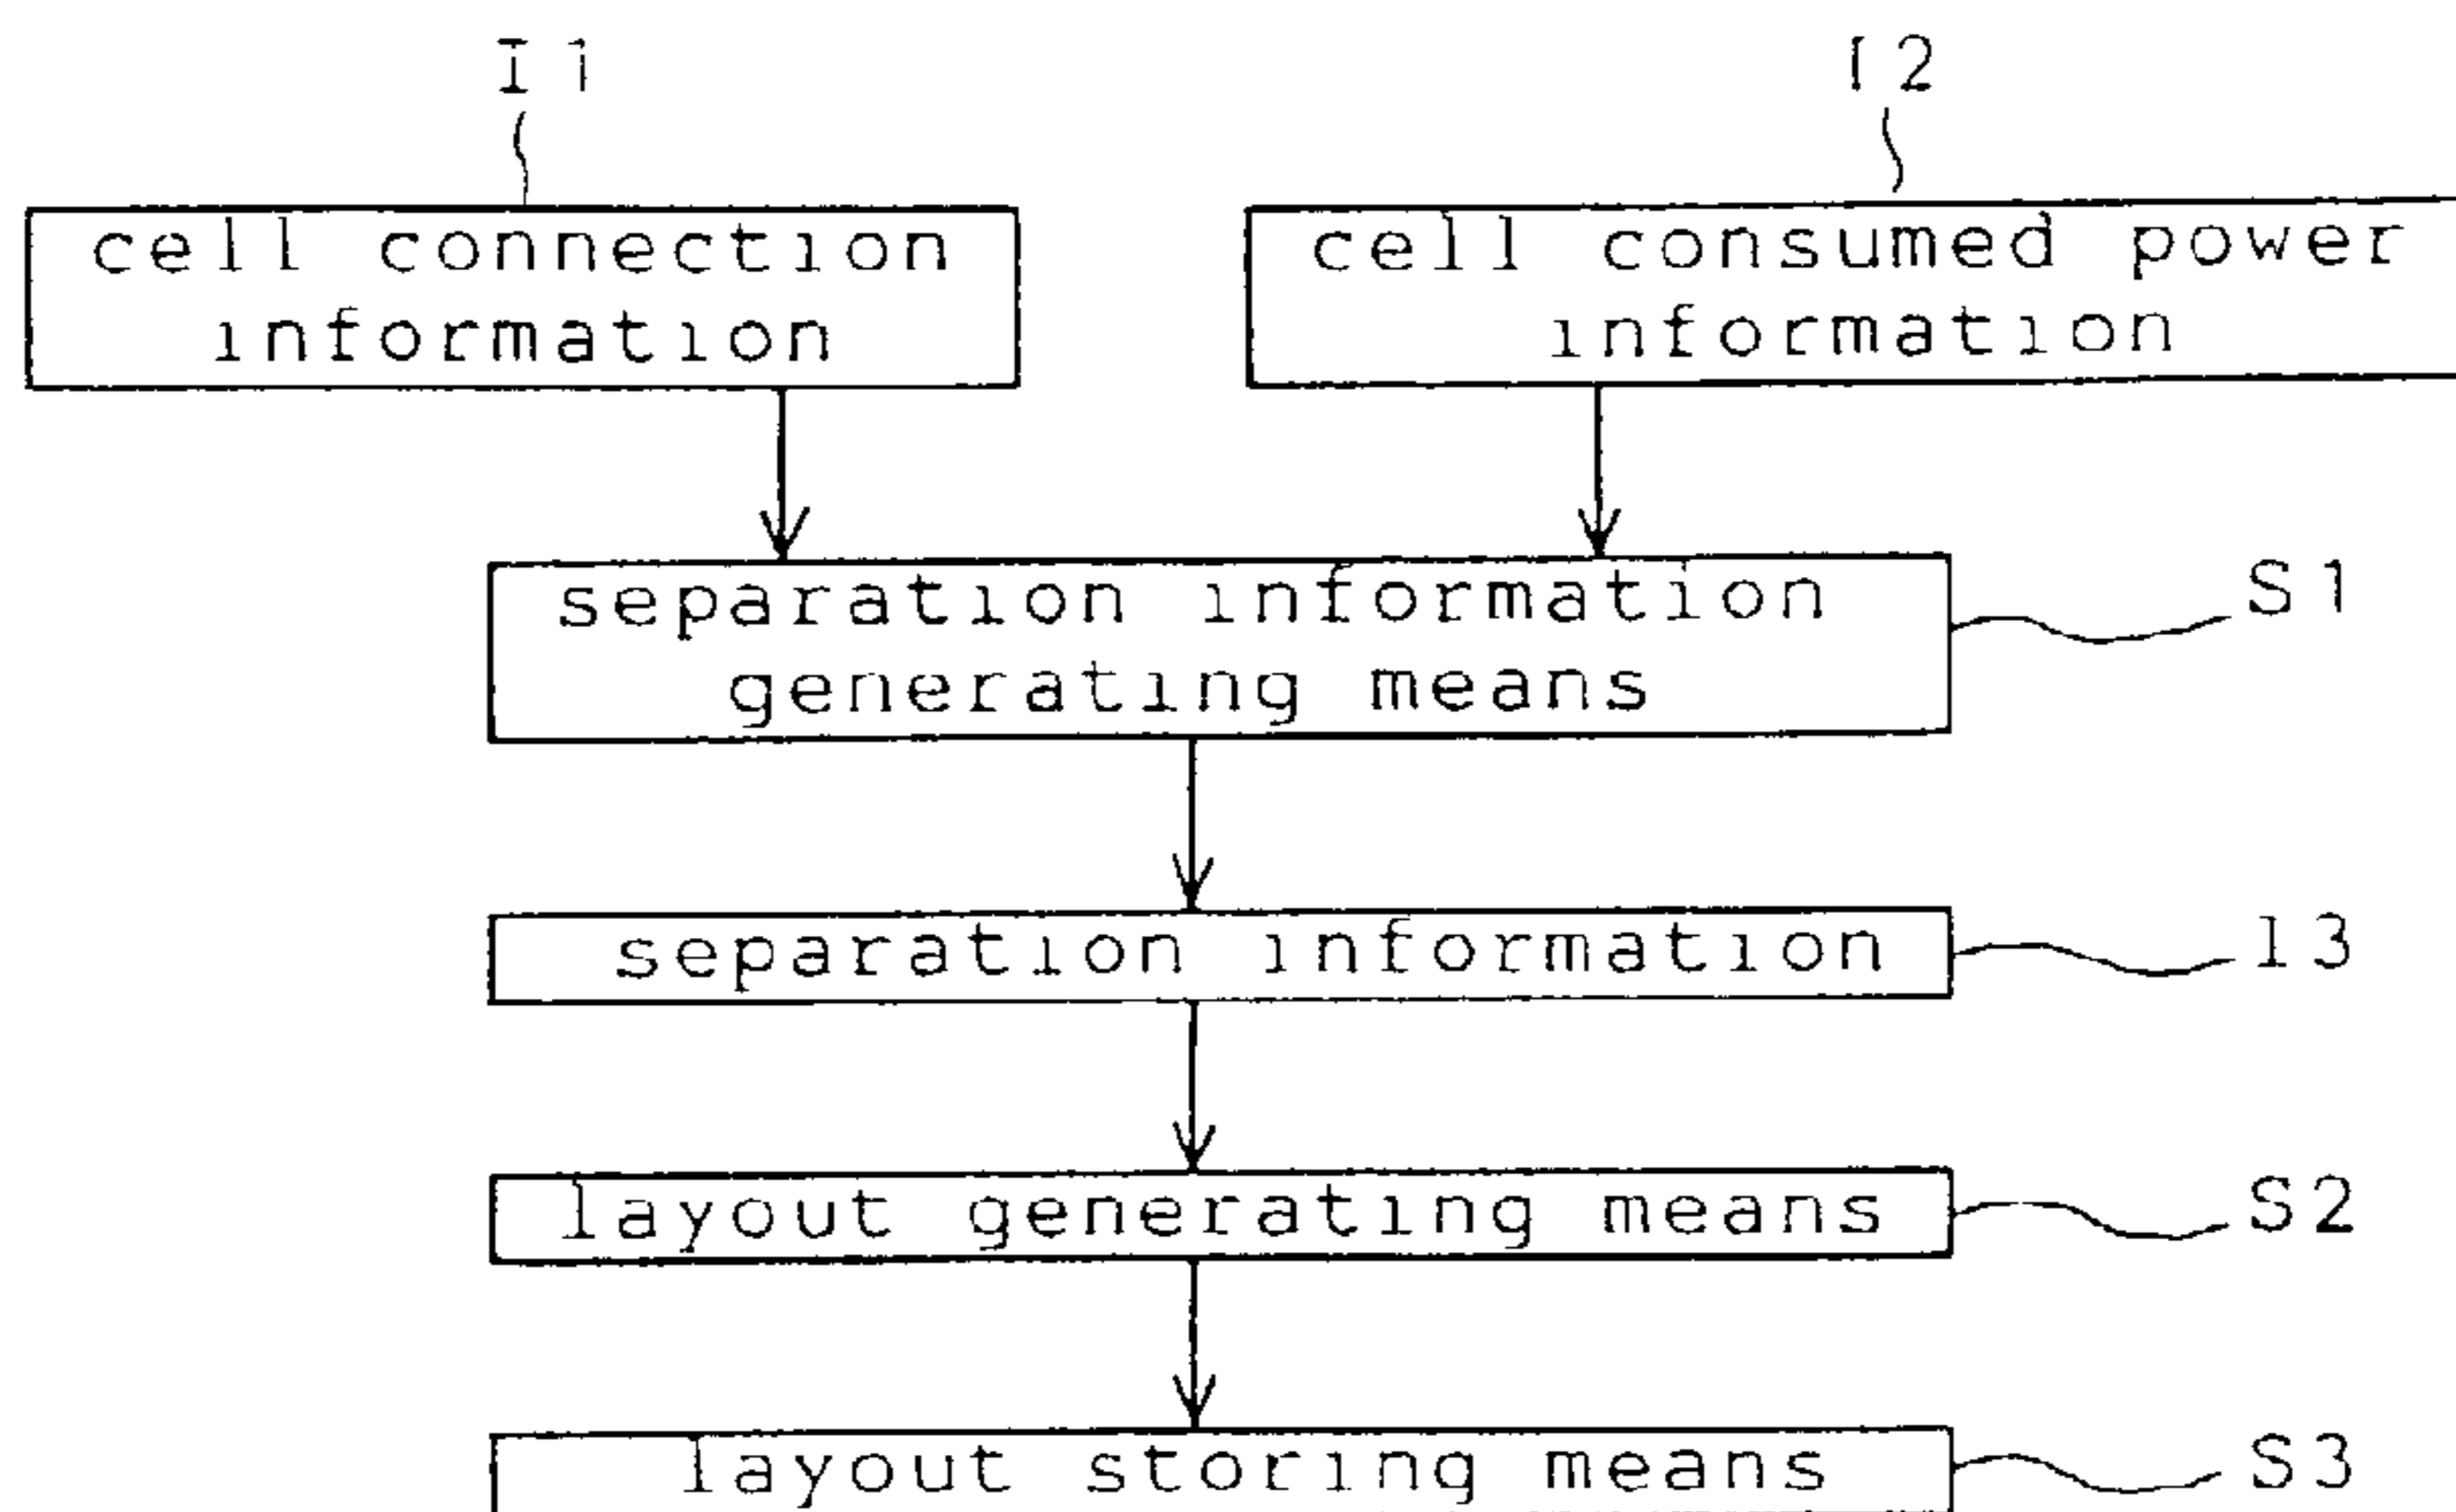 I1
I2
cell connection
information
cell consumed power
information
separation information
generating means
S1
separation information
I3
layout generating means
S2
layout storing means
S3